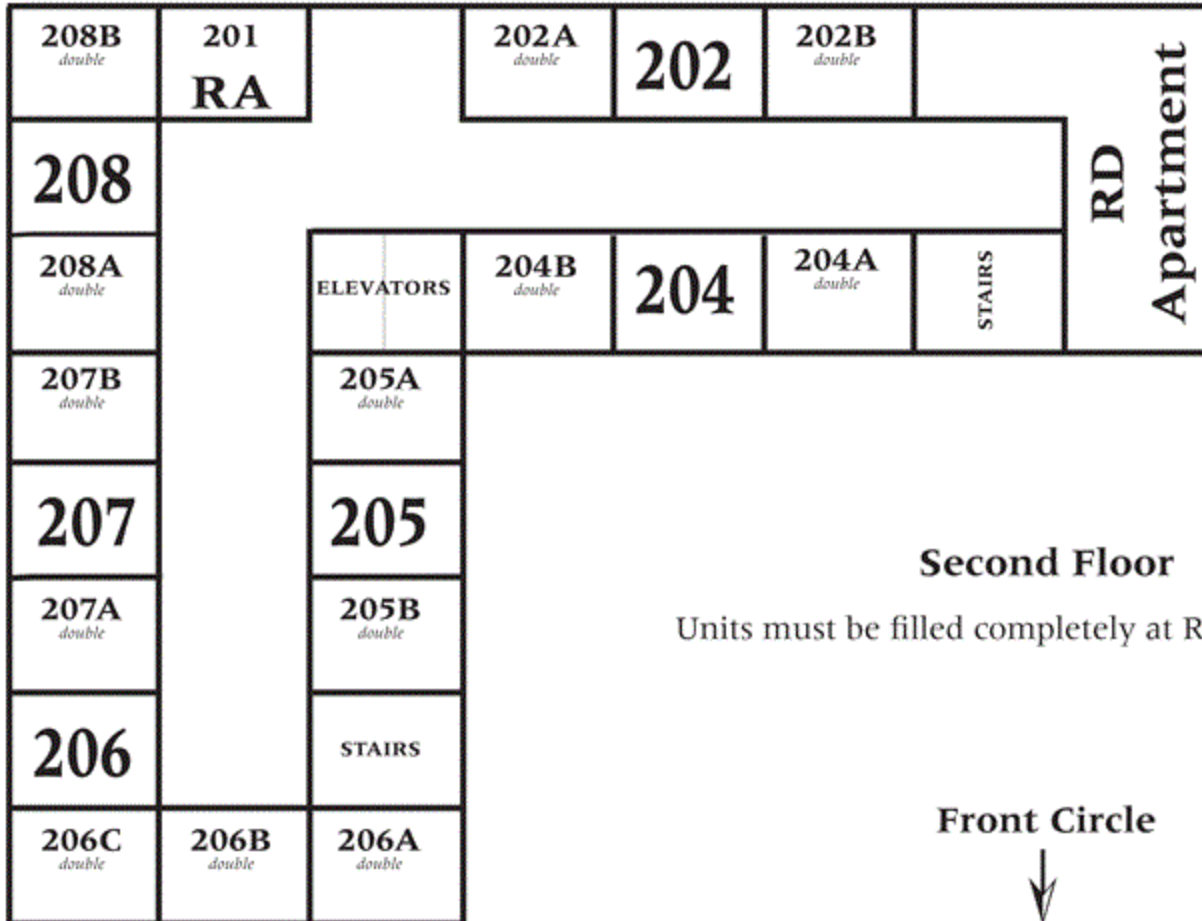 208B
double
201
RA
202A
double
202
202B
double
RD
Apartment
208
208A
double
ELEVATORS
204B
double
204
204A
double
STAIRS
207B
double
205A
double
207
205
Second Floor
207A
double
205B
double
Units must be filled completely at R
206
STAIRS
Front Circle
206C
double
206B
double
206A
double